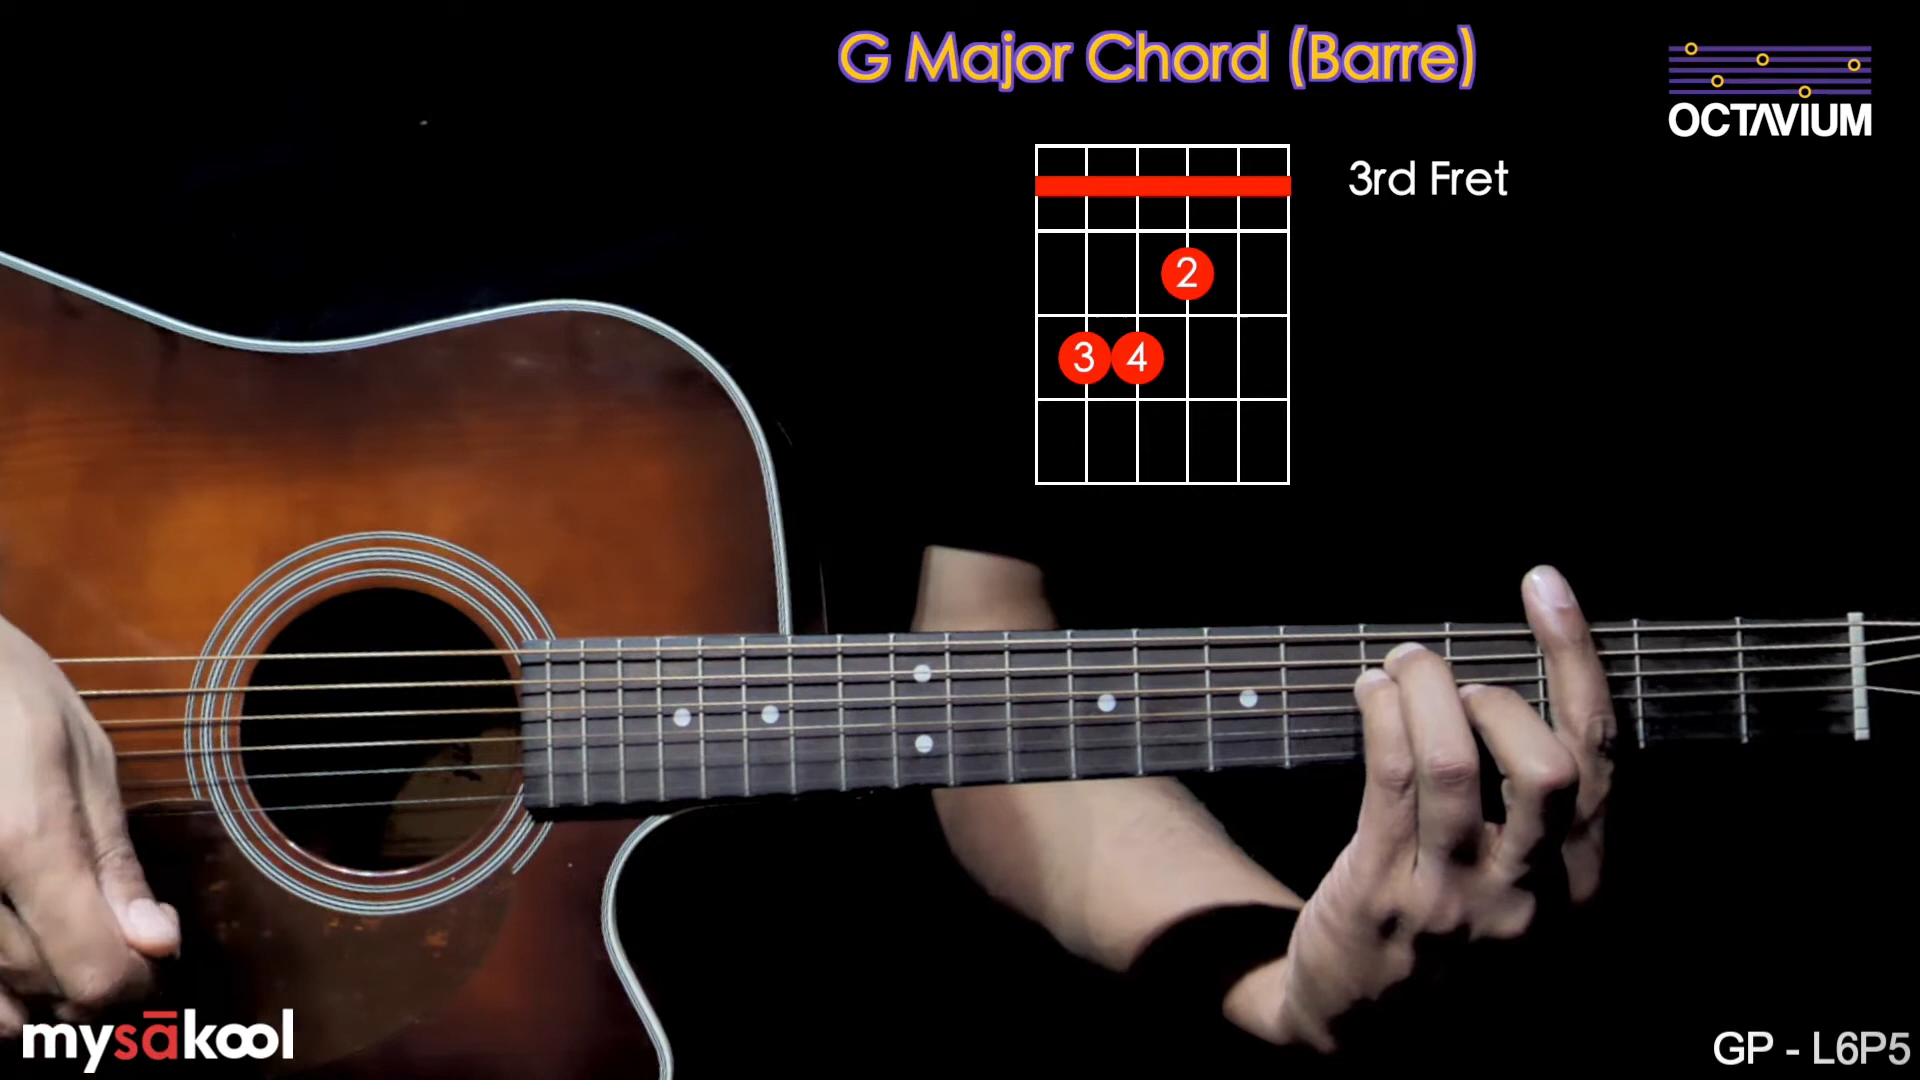 G Major Chord (Barre)
OCTAVIUM
3rd Fret
2
3 4
mysākool
GP - L6P5